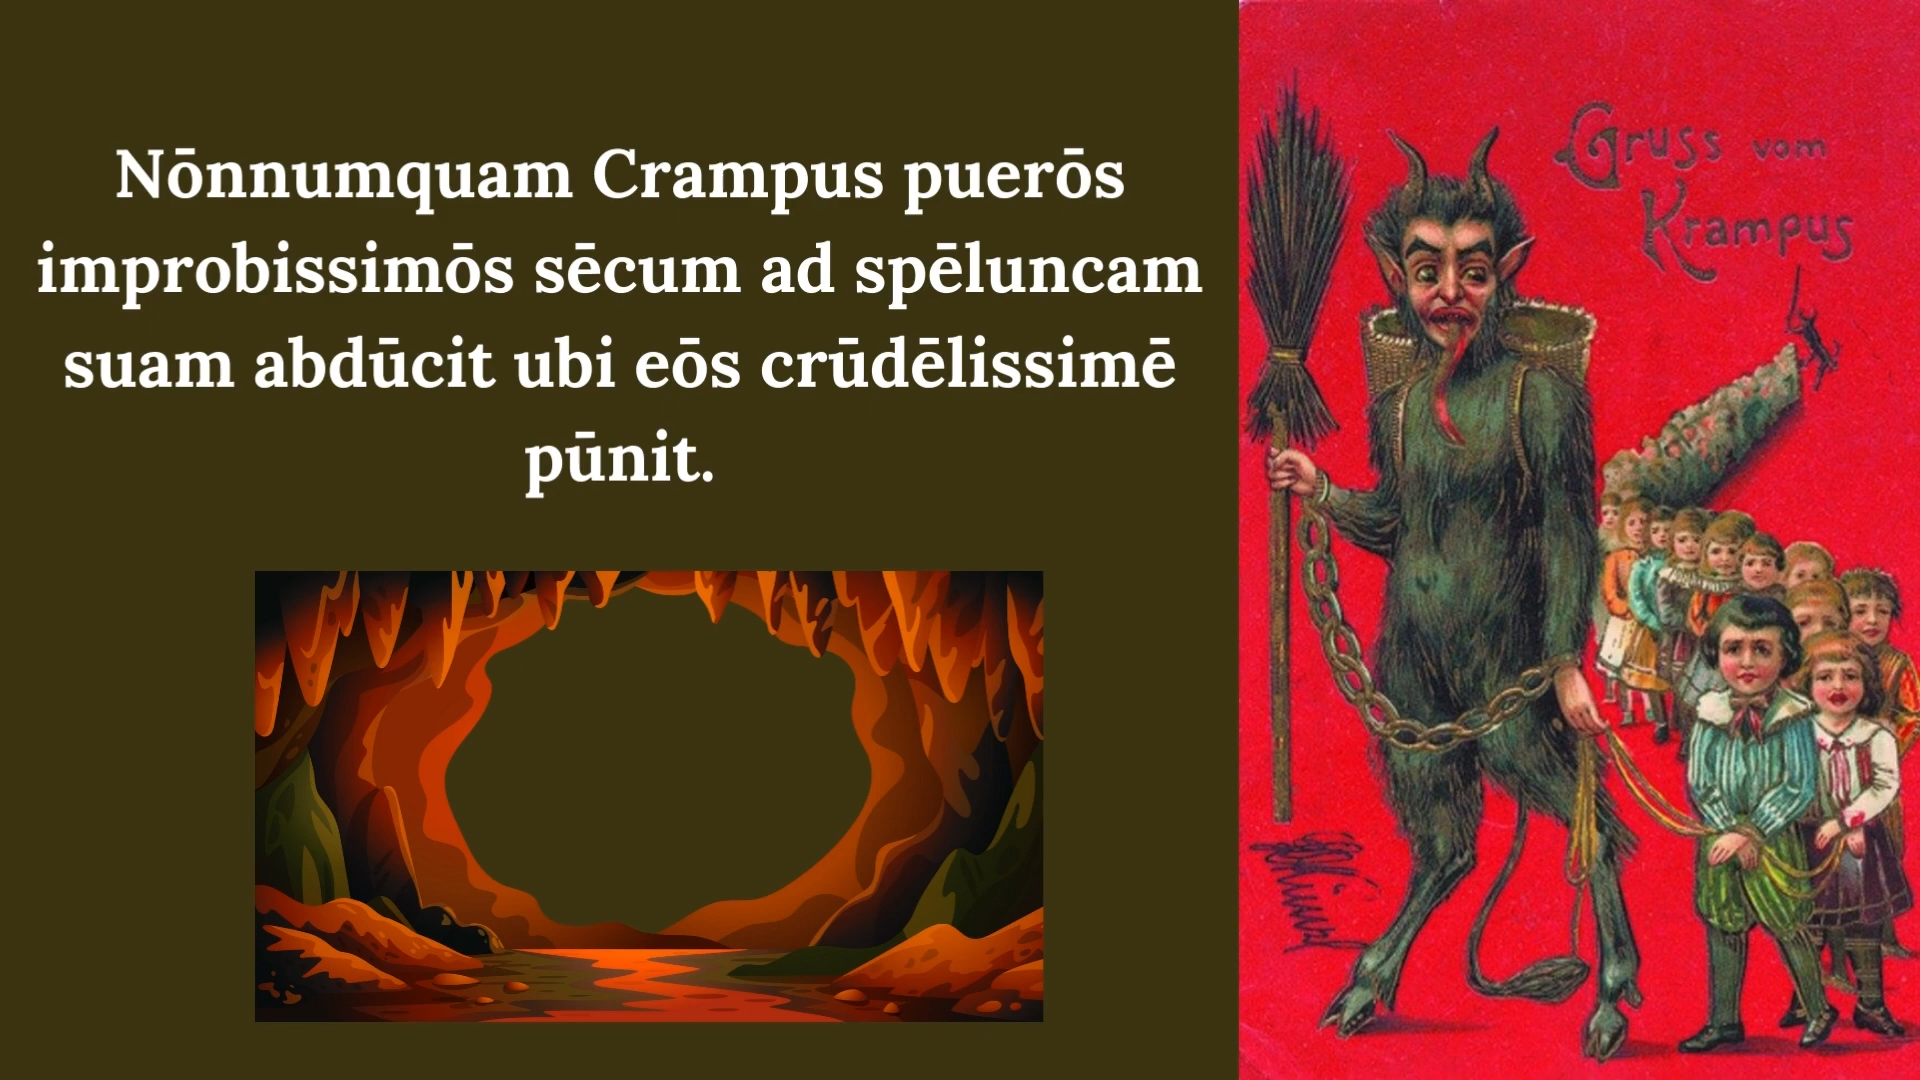 Nōnnumquam Crampus puerōs
improbissimōs sēcum ad spēluncam
suam abdūcit ubi eōs crūdēlissimē
pūnit.
Gruss vom
Krampus